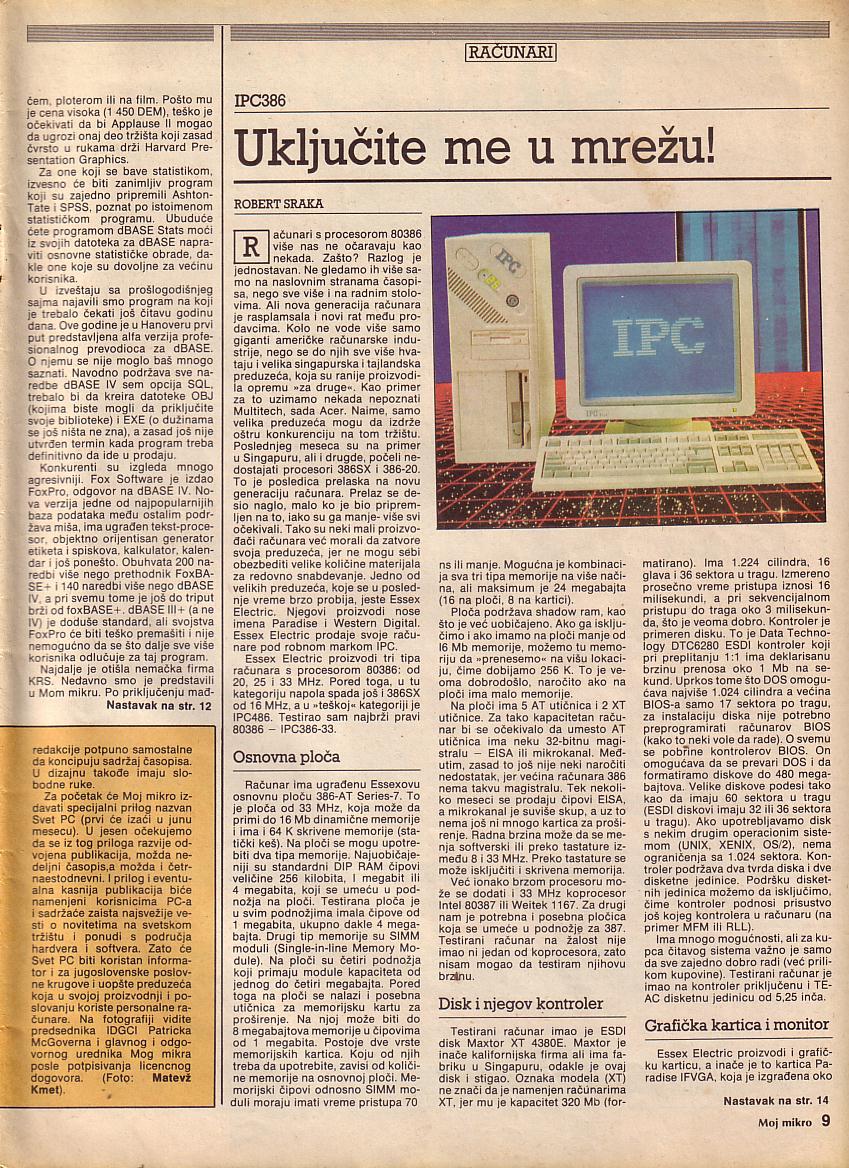 RAČUNARI
čem, ploterom ili na film. Pošto mu
je cena visoka (1 450 DEM), teško je
očekivati da bi Applause II mogao
da ugrozi onaj deo tržišta koji zasad
čvrsto u rukama drži Harvard Pre-
sentation Graphics.
Za one koji se bave statistikom,
izvesno će biti zanimljiv program
koji su zajedno pripremili Ashton-
Tate i SPSS, poznat po istoimenom
statističkom programu. Ubuduće
ćete programom dBASE Stats moći
iz svojih datoteka za dBASE napra-
viti osnovne statističke obrade, da-
kle one koje su dovoljne za većinu
korisnika.
U izveštaju sa prošlogodišnjeg
sajma najavili smo program na koji
je trebalo čekati još čitavu godinu
dana. Ove godine je u Hanoveru prvi
put predstavljena alfa verzija profe-
sionalnog prevodioca za dBASE.
O njemu se nije moglo baš mnogo
saznati. Navodno podržava sve na-
redbe dBASE IV sem opcija SQL,
trebalo bi da kreira datoteke OBJ
(kojima biste mogli da priključite
svoje biblioteke) i EXE (o dužinama
se još ništa ne zna), a zasad još nije
utvrđen termin kada program treba
definitivno da ide u prodaju.
Konkurenti su izgleda mnogo
agresivniji. Fox Software je izdao
FoxPro, odgovor na dBASE IV. No-
va verzija jedne od najpopularnijih
baza podataka među ostalim podr-
žava miša, ima ugrađen tekst-proce-
sor, objektno orijentisan generator
etiketa i spiskova, kalkulator, kalen-
dar i još ponešto. Obuhvata 200 na-
redbi više nego prethodnik FoxBA-
SE+ i 140 naredbi više nego dBASE
IV, a pri svemu tome je još do triput
brži od foxBASE+. dBASE III+ (a ne
IV) je doduše standard, ali svojstva
FoxPro će biti teško premašiti i nije
nemogućno da se što dalje sve više
korisnika odlučuje za taj program.
Najdalje je otišla nemačka firma
KRS. Nedavno smo je predstavili
u Mom mikru. Po priključenju mađ-
Nastavak na str. 12
redakcije potpuno samostalne
da koncipuju sadržaj časopisa.
U dizajnu takođe imaju slo-
bodne ruke.
Za početak će Moj mikro iz-
davati specijalni prilog nazvan
Svet PC (prvi će izaći u junu
mesecu). U jesen očekujemo
da se iz tog priloga razvije od-
vojena publikacija, možda ne-
deljni časopis,a možda i četr-
naestodnevni. I prilog i eventu-
alna kasnija publikacija biće
namenjeni korisnicima PC-a
i sadržaće zaista najsvežije ve-
sti o novitetima na svetskom
tržištu i ponudi s područja
hardvera i softvera. Zato će
Svet PC biti koristan informa-
tor i za jugoslovenske poslov-
ne krugove i uopšte preduzeća
koja u svojoj proizvodnji i po-
slovanju koriste personalne ra-
čunare. Na fotografiji vidite
predsednika IDGCI Patricka
McGoverna i glavnog i odgo-
vornog urednika Mog mikra
posle potpisivanja licencnog
dogovora. (Foto: Matevž
Kmet).
IPC386
Uključite me u mrežu!
ROBERT SRAKA
Računari s procesorom 80386
više nas ne očaravaju kao
nekada. Zašto? Razlog je
jednostavan. Ne gledamo ih više sa-
mo na naslovnim stranama časopi-
sa, nego sve više i na radnim stolo-
vima. Ali nova generacija računara
je rasplamsala i novi rat među pro-
davcima. Kolo ne vode više samo
giganti američke računarske indu-
strije, nego se do njih sve više hva-
taju i velika singapurska i tajlandska
preduzeća, koja su ranije proizvodi-
la opremu »za druge«. Kao primer
za to uzimamo nekada nepoznati
Multitech, sada Acer. Naime, samo
velika preduzeća mogu da izdrže
oštru konkurenciju na tom tržištu.
Poslednjeg meseca su na primer
u Singapuru, ali i drugde, počeli ne-
dostajati procesori 386SX i 386-20.
To je posledica prelaska na novu
generaciju računara. Prelaz se de-
sio naglo, malo ko je bio pripremlj-
ljen na to, iako su ga manje- više svi
očekivali. Tako su neki mali proizvo-
đači računara već morali da zatvore
svoja preduzeća, jer ne mogu sebi
obezbediti velike količine materijala
za redovno snabdevanje. Jedno od
velikih preduzeća, koje se u posled-
nje vreme brzo probija, jeste Essex
Electric. Njegovi proizvodi nose
imena Paradise i Western Digital.
Essex Electric prodaje svoje raču-
nare pod robnom markom IPC.
Essex Electric proizvodi tri tipa
računara s procesorom 80386: od
20, 25 i 33 MHz. Pored toga, u tu
kategoriju napola spada još i 386SX
od 16 MHz, a u »teškoj« kategoriji je
IPC486. Testirao sam najbrži pravi
80386 – IPC386-33.
Osnovna ploča
Računar ima ugrađenu Essexovu
osnovnu ploču 386-AT Series-7. To
je ploča od 33 MHz, koja može da
primi do 16 Mb dinamične memorije
i ima i 64 K skrivene memorije (sta-
tički keš). Na ploči se mogu upotre-
biti dva tipa memorije. Najuobičaje-
niji su standardni DIP RAM čipovi
veličine 256 kilobita, I megabit ili
4 megabita, koji se umeću u pod-
nožja na ploči. Testirana ploča je
u svim podnožjima imala čipove od
1 megabita, ukupno dakle 4 mega-
bajta. Drugi tip memorije su SIMM
moduli (Single-in-line Memory Mo-
dule). Na ploči su četiri podnožja
koji primaju module kapaciteta od
jednog do četiri megabajta. Pored
toga na ploči se nalazi i posebna
utičnica za memorijsku kartu za
proširenje. Na njoj može biti do
8 megabajtova memorije u čipovima
od 1 megabita. Postoje dve vrste
memorijskih kartica. Koju od njih
treba da upotrebite, zavisi od količi-
ne memorije na osnovnoj ploči. Me-
morijski čipovi odnosno SIMM mo-
duli moraju imati vreme pristupa 70
IPC
IPC
IPC
ns ili manje. Mogućna je kombinaci-
ja sva tri tipa memorije na više nači-
na, ali maksimum je 24 megabajta
(16 na ploči, 8 na kartici).
Ploča podržava shadow ram, kao
što je već uobičajeno. Ako ga isklju-
čimo i ako imamo na ploči manje od
l6 Mb memorije, možemo tu memo-
riju da »prenesemo« na višu lokaci-
ju, čime dobijamo 256 K. To je ve-
oma dobrodošlo, naročito ako na
ploči ima malo memorije.
Na ploči ima 5 AT utičnica i 2 XT
utičnice. Za tako kapacitetan raču-
nar bi se očekivalo da umesto AT
utičnica ima neku 32-bitnu magi-
stralu – EISA ili mikrokanal. Međ-
utim, zasad to još nije neki naročiti
nedostatak, jer većina računara 386
nema takvu magistralu. Tek nekoli-
ko meseci se prodaju čipovi EISA,
a mikrokanal je suviše skup, a uz to
nema još ni mnogo kartica za proši-
renje. Radna brzina može da se me-
nja softverski ili preko tastature iz-
među 8 i 33 MHz. Preko tastature se
može isključiti i skrivena memorija.
Već ionako brzom procesoru mo-
že se dodati i 33 MHz koprocesor
Intel 80387 ili Weitek 1167. Za drugi
nam je potrebna i posebna pločica
koja se umeće u podnožje za 387.
Testirani računar na žalost nije
imao ni jedan od koprocesora, zato
nisam mogao da testiram njihovu
brzinu.
Disk i njegov kontroler
Testirani računar imao je ESDI
disk Maxtor XT 4380E. Maxtor je
inače kalifornijska firma ali ima fa-
briku u Singapuru, odakle je ovaj
disk i stigao. Oznaka modela (XT)
ne znači da je namenjen računarima
XT, jer mu je kapacitet 320 Mb (for-
matirano). Ima 1.224 cilindra, 16
glava i 36 sektora u tragu. Izmereno
prosečno vreme pristupa iznosi 16
milisekundi, a pri sekvencijalnom
pristupu do traga oko 3 milisekun-
da, što je veoma dobro. Kontroler je
primeren disku. To je Data Techno-
logy DTC6280 ESDI kontroler koji
pri preplitanju 1:1 ima deklarisanu
brzinu prenosa oko 1 Mb na se-
kund. Uprkos tome što DOS omogu-
ćava najviše 1.024 cilindra a većina
BIOS-a samo 17 sektora po tragu,
za instalaciju diska nije potrebno
preprogramirati računarov BIOS
(kako to neki vole da rade). O svemu
se pobrine kontrolerov BIOS. On
omogućava da se prevari DOS i da
formatiramo diskove do 480 mega-
bajtova. Velike diskove podesi tako
kao da imaju 60 sektora u tragu
(ESDI diskovi imaju 32 ili 36 sektora
u tragu). Ako upotrebljavamo disk
s nekim drugim operacionim siste-
mom (UNIX, XENIX, OS/2), nema
ograničenja sa 1.024 sektora. Kon-
troler podržava dva tvrda diska i dve
disketne jedinice. Podršku disket-
nih jedinica možemo da isključimo,
čime kontroler podnosi prisustvo
još kojeg kontrolera u računaru (na
primer MFM ili RLL).
Ima mnogo mogućnosti, ali za ku-
pca čitavog sistema važno je samo
da sve zajedno dobro radi (već prili-
kom kupovine). Testirani računar je
imao na kontroler priključenu i TE-
AC disketnu jedinicu od 5,25 inča.
Grafička kartica i monitor
Essex Electric proizvodi i grafič-
ku karticu, a inače je to kartica Pa-
radise IFVGA, koja je izgrađena oko
Nastavak na str. 14
Moj mikro 9